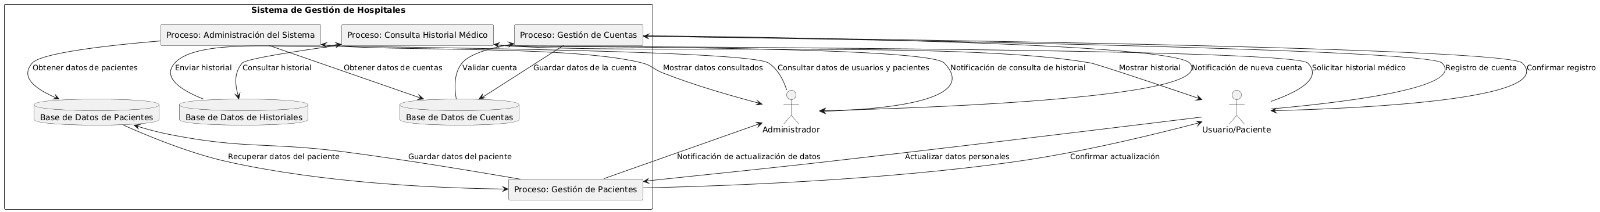 Sistema de Gestión de Hospitales
Proceso: Administración del Sistema
Proceso: Consulta Historial Médico
Proceso: Gestión de Cuentas
Obtener datos de pacientes
Enviar historial
Consultar historial
Obtener datos de cuentas
Validar cuenta
Guardar datos de la cuenta
Mostrar datos consultados
Consultar datos de usuarios y pacientes
Notificación de consulta de historial
Mostrar historial
Notificación de nueva cuenta
Solicitar historial médico
Registro de cuenta
Confirmar registro
Base de Datos de Pacientes
Base de Datos de Historiales
Base de Datos de Cuentas
Administrador
Usuario/Paciente
Recuperar datos del paciente
Guardar datos del paciente
Notificación de actualización de datos
Actualizar datos personales
Confirmar actualización
Proceso: Gestión de Pacientes